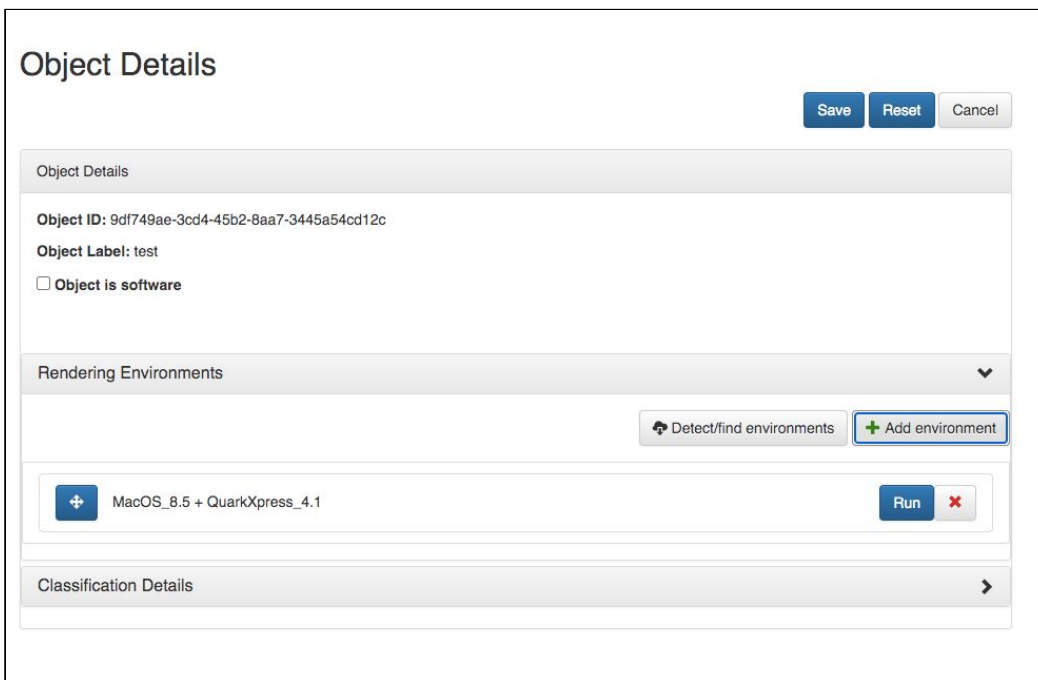 Object Details
Save Reset Cancel
Object Details
Object ID: 9df749ae-3cd4-45b2-8aa7-3445a54cd12c
Object Label: test
Object is software
Rendering Environments
Detect/find environments Add environment
MacOS_8.5 + QuarkXpress_4.1 Run
Classification Details